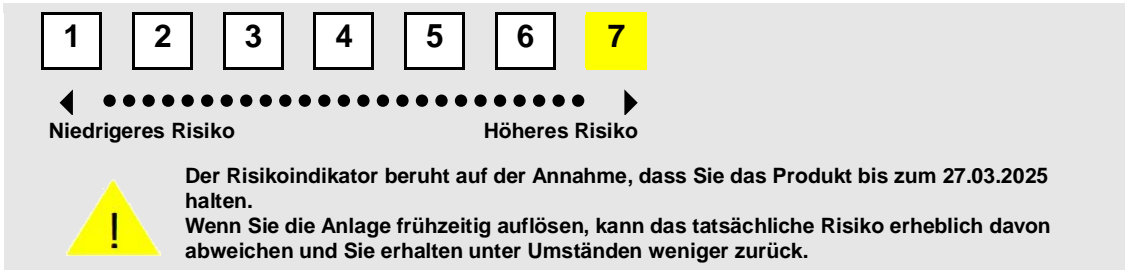 1 2 3 4 5 6 7
Niedrigeres Risiko Höheres Risiko
Der Risikoindikator beruht auf der Annahme, dass Sie das Produkt bis zum 27.03.2025
halten.
Wenn Sie die Anlage frühzeitig auflösen, kann das tatsächliche Risiko erheblich davon
abweichen und Sie erhalten unter Umständen weniger zurück.
!